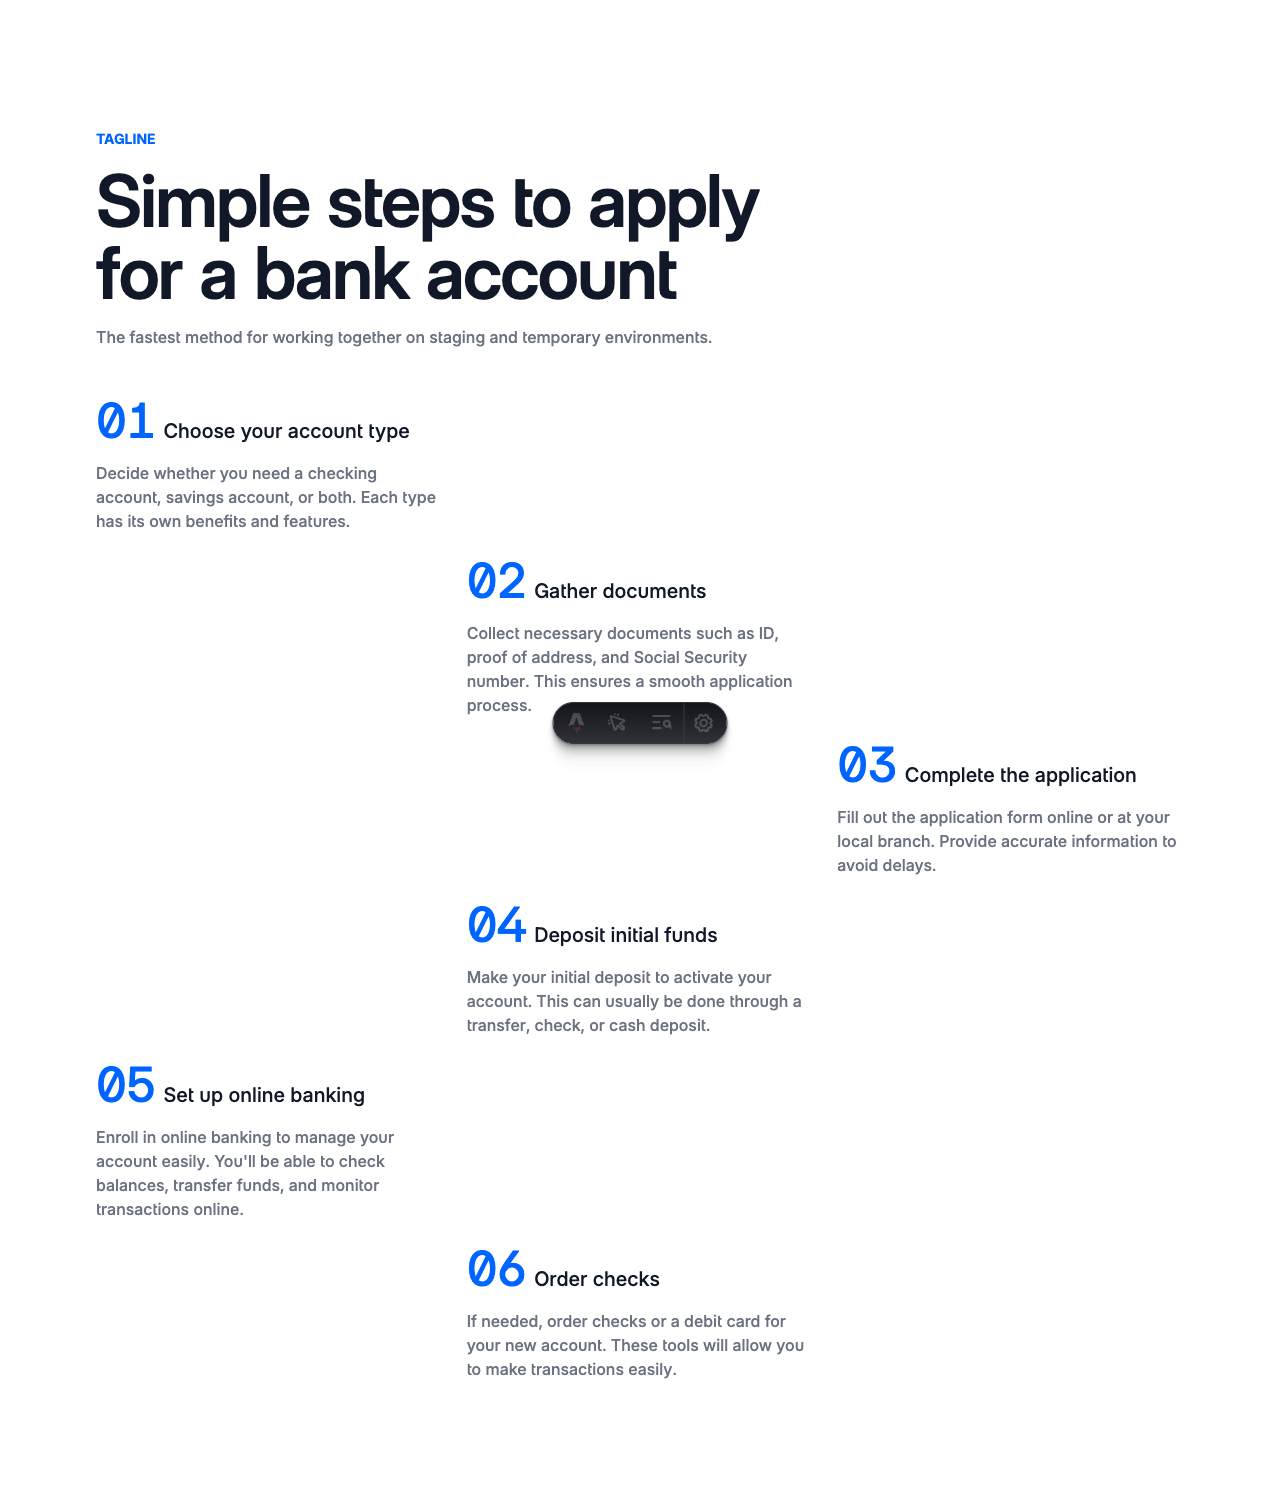 TAGLINE
Simple steps to apply
for a bank account
The fastest method for working together on staging and temporary environments.
01 Choose your account type
Decide whether you need a checking
account, savings account, or both. Each type
has its own benefits and features.
02 Gather documents
Collect necessary documents such as ID,
proof of address, and Social Security
number. This ensures a smooth application
process.
03 Complete the application
Fill out the application form online or at your
local branch. Provide accurate information to
avoid delays.
04 Deposit initial funds
Make your initial deposit to activate your
account. This can usually be done through a
transfer, check, or cash deposit.
05 Set up online banking
Enroll in online banking to manage your
account easily. You'll be able to check
balances, transfer funds, and monitor
transactions online.
06 Order checks
If needed, order checks or a debit card for
your new account. These tools will allow you
to make transactions easily.